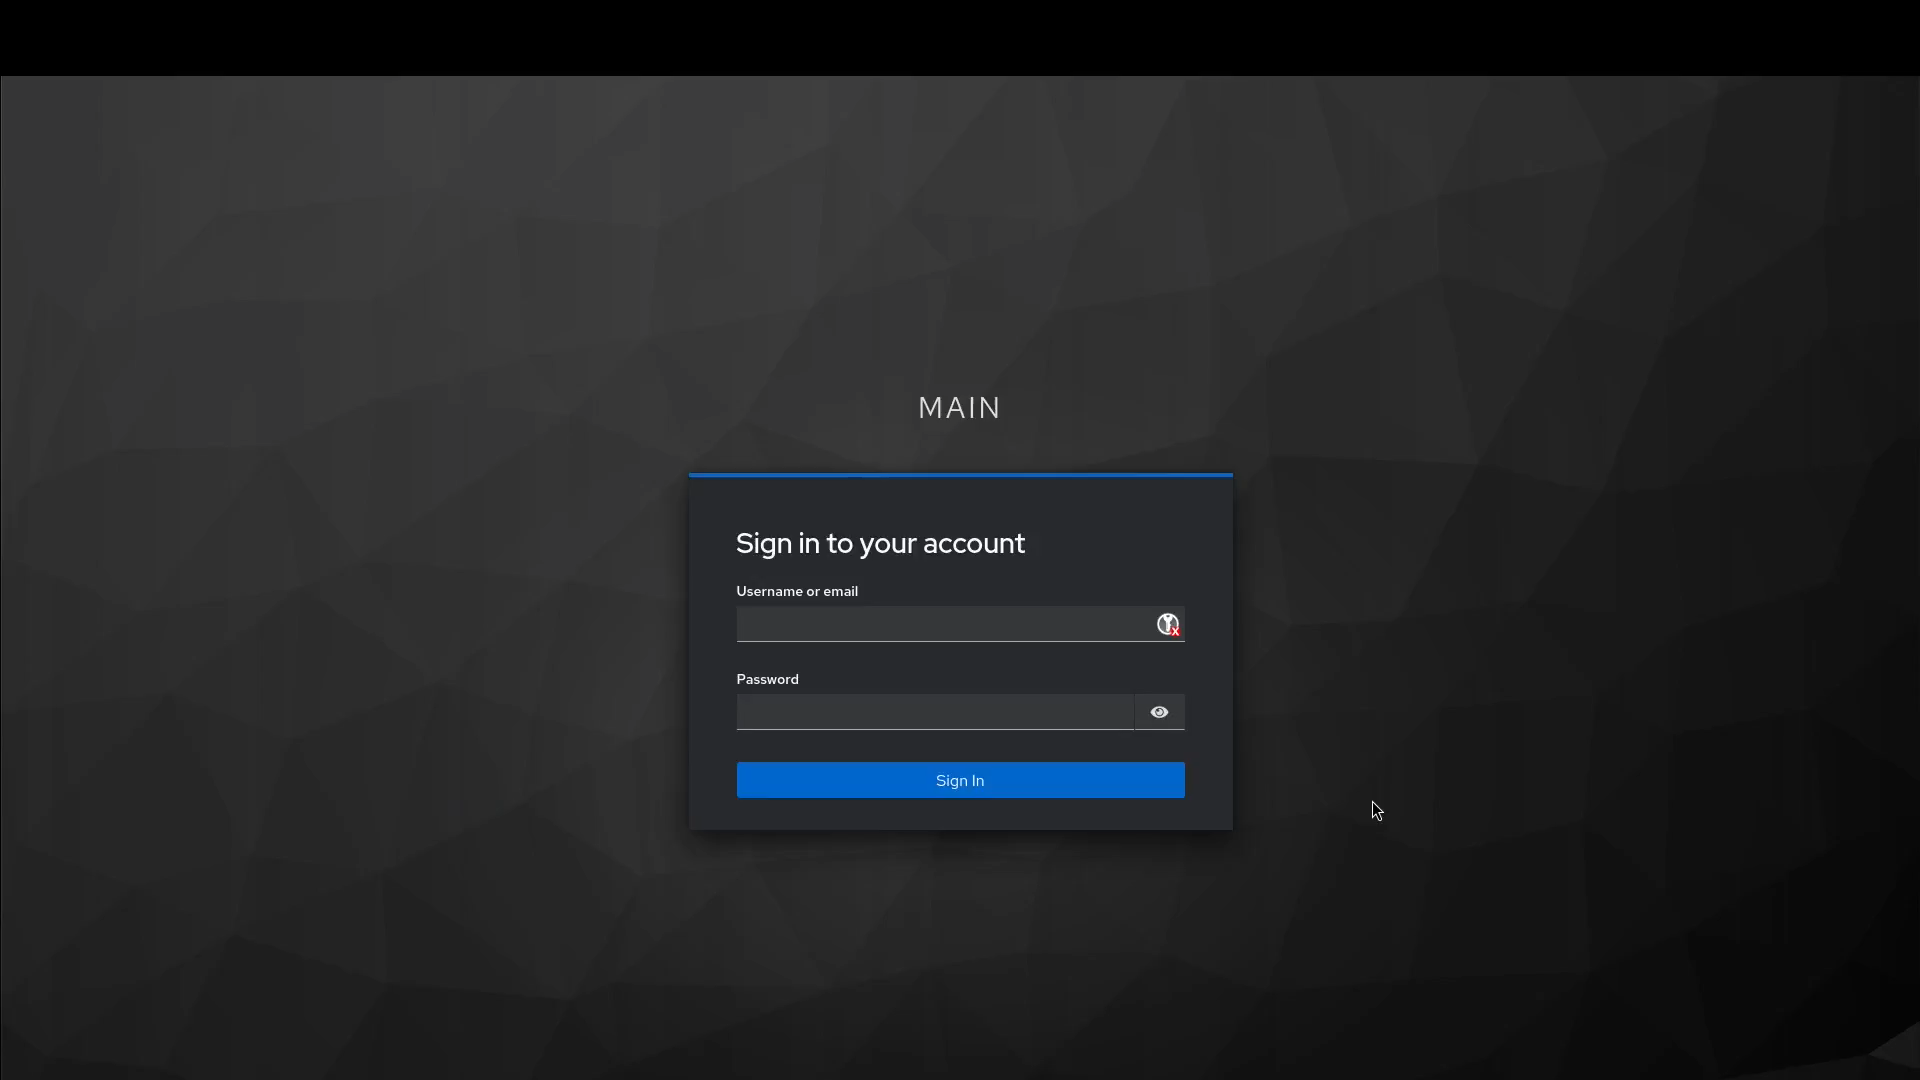 MAIN
Sign in to your account
Username or email
Password
Sign In